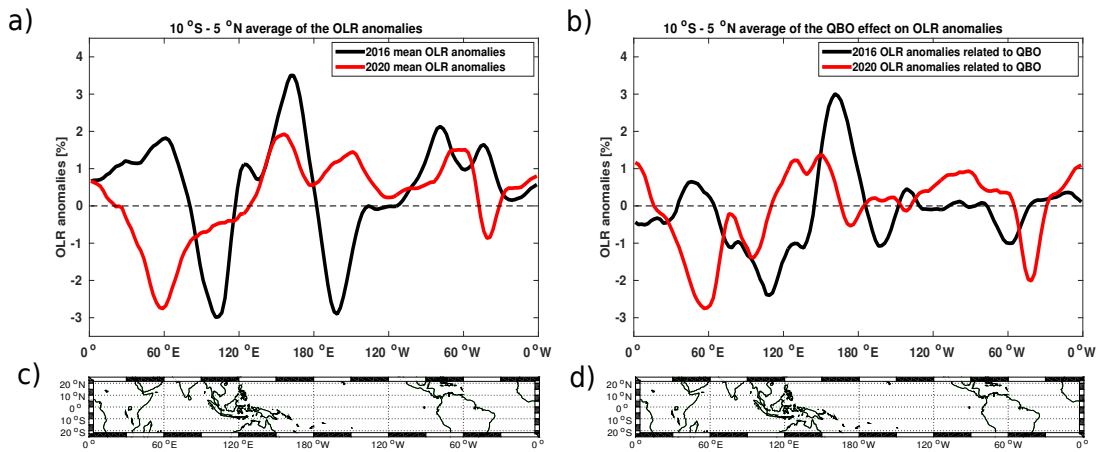 a)
10 °S - 5 °N average of the OLR anomalies
2016 mean OLR anomalies
2020 mean OLR anomalies
OLR anomalies [%]
4
3
2
1
0
-1
-2
-3
0° 60°E 120°E 180°W 120°W 60°W 0°W
b)
10 °S - 5 °N average of the QBO effect on OLR anomalies
2016 OLR anomalies related to QBO
2020 OLR anomalies related to QBO
OLR anomalies [%]
4
3
2
1
0
-1
-2
-3
0° 60°E 120°E 180°W 120°W 60°W 0°W
c)
20°N
10°N
0°
10°S
20°S
0° 60°E 120°E 180°W 120°W 60°W 0°
d)
20°N
10°N
0°
10°S
20°S
0° 60°E 120°E 180°W 120°W 60°W 0°